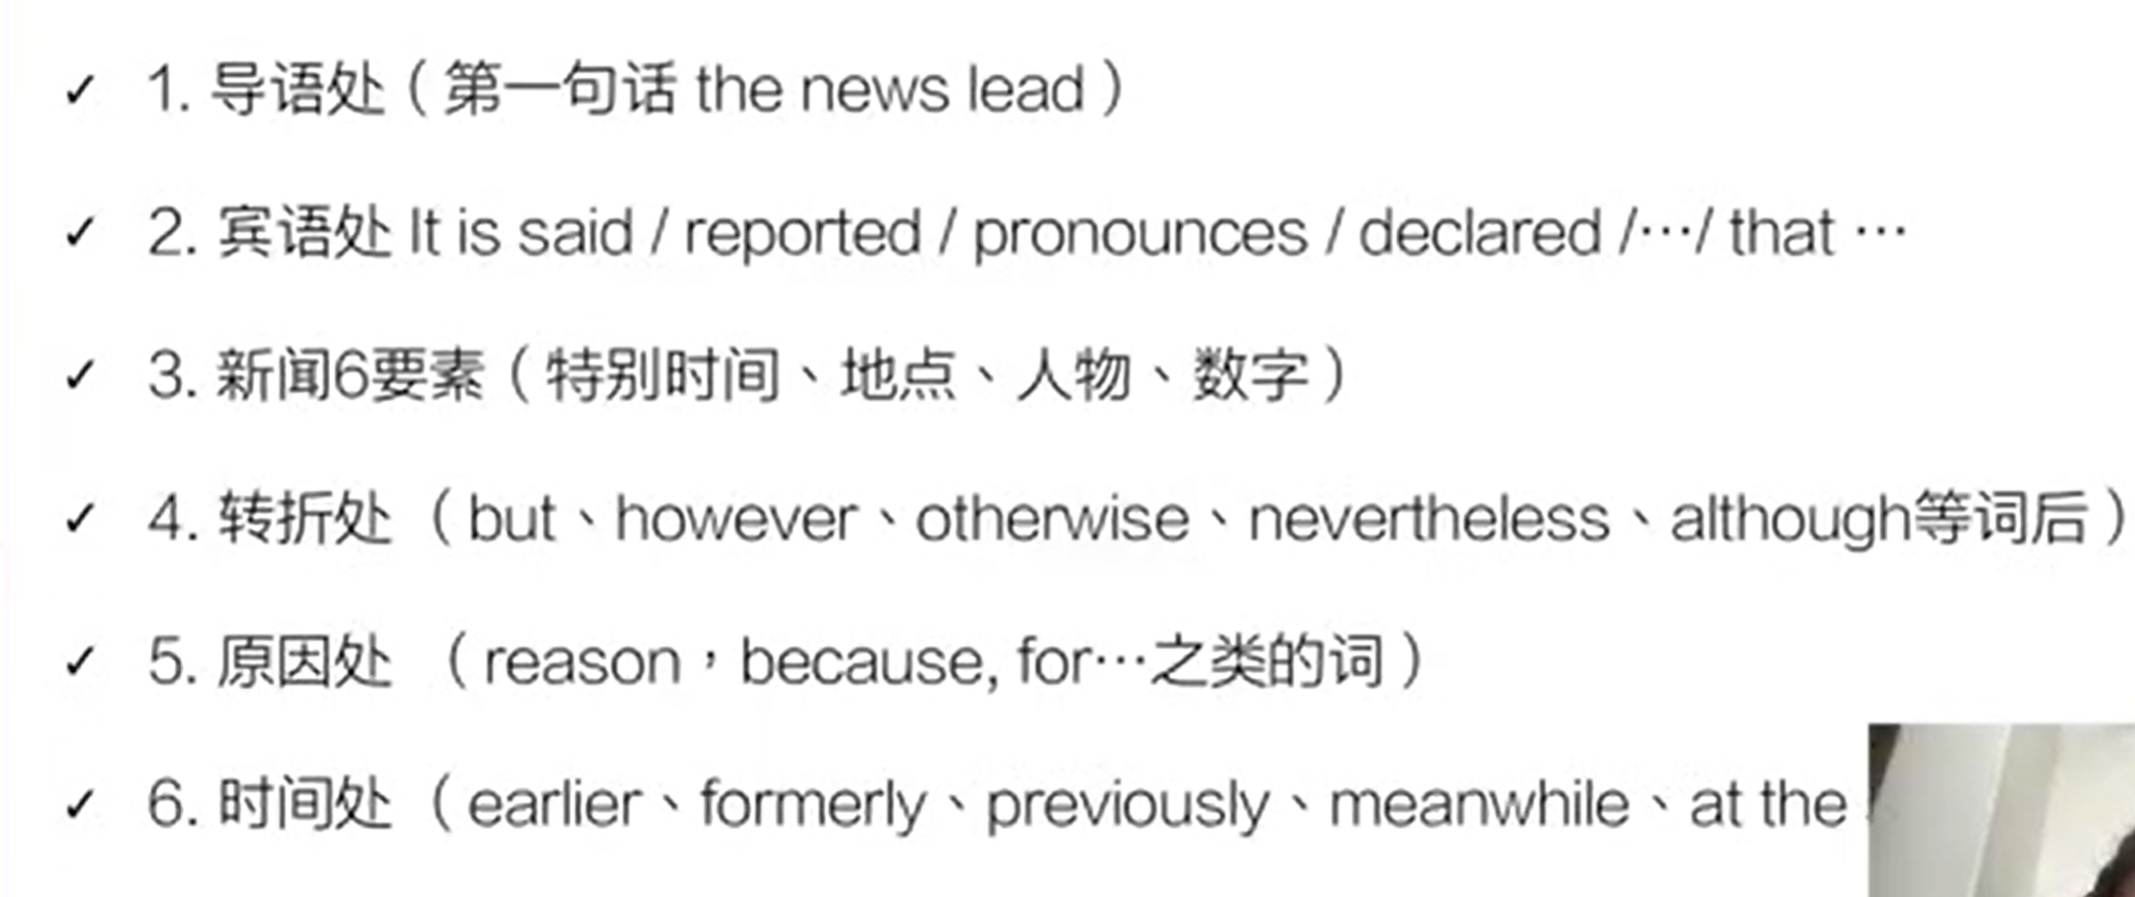 ✓ 1. 导语处（第一句话 the news lead）
✓ 2. 宾语处 It is said / reported / pronounces / declared /…/ that …
✓ 3. 新闻6要素（特别时间、地点、人物、数字）
✓ 4. 转折处（but、however、otherwise、nevertheless、although等词后）
✓ 5. 原因处 （reason，because, for…之类的词）
✓ 6. 时间处（earlier、formerly、previously、meanwhile、at the